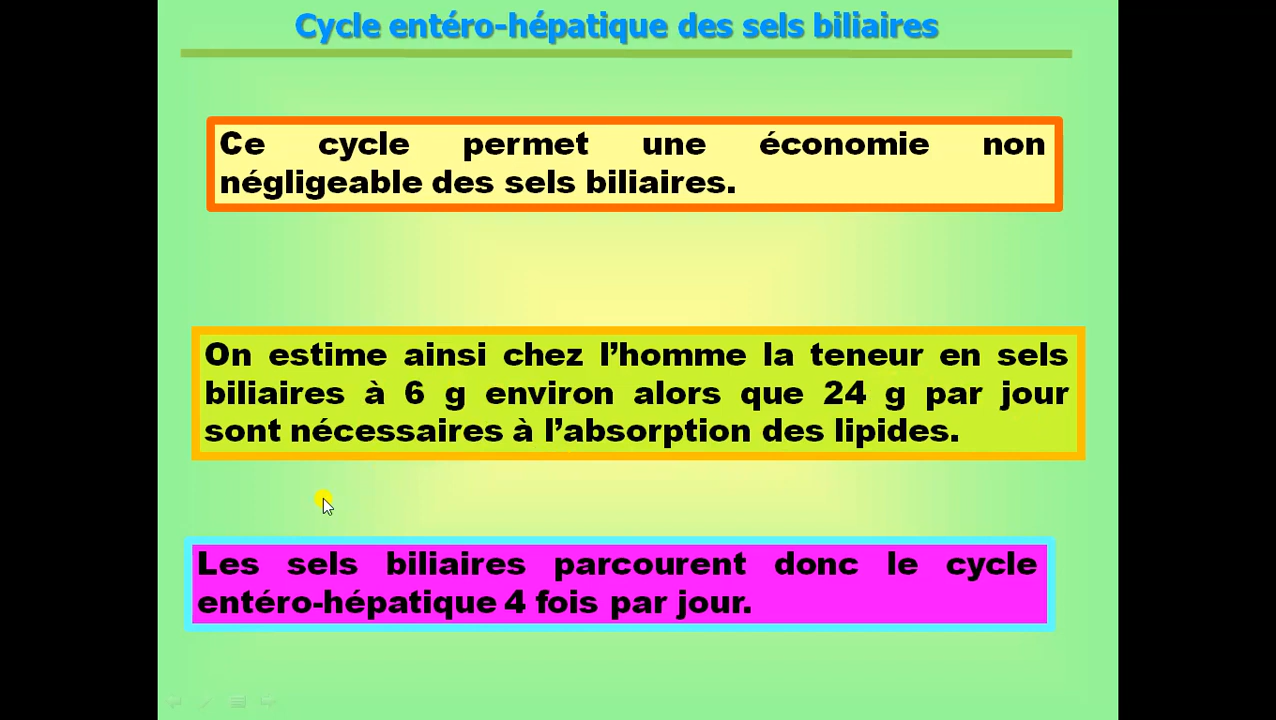 Cycle entéro-hépatique des sels biliaires
Ce cycle permet une économie non
négligeable des sels biliaires.
On estime ainsi chez l’homme la teneur en sels
biliaires à 6 g environ alors que 24 g par jour
sont nécessaires à l’absorption des lipides.
Les sels biliaires parcourent donc le cycle
entéro-hépatique 4 fois par jour.